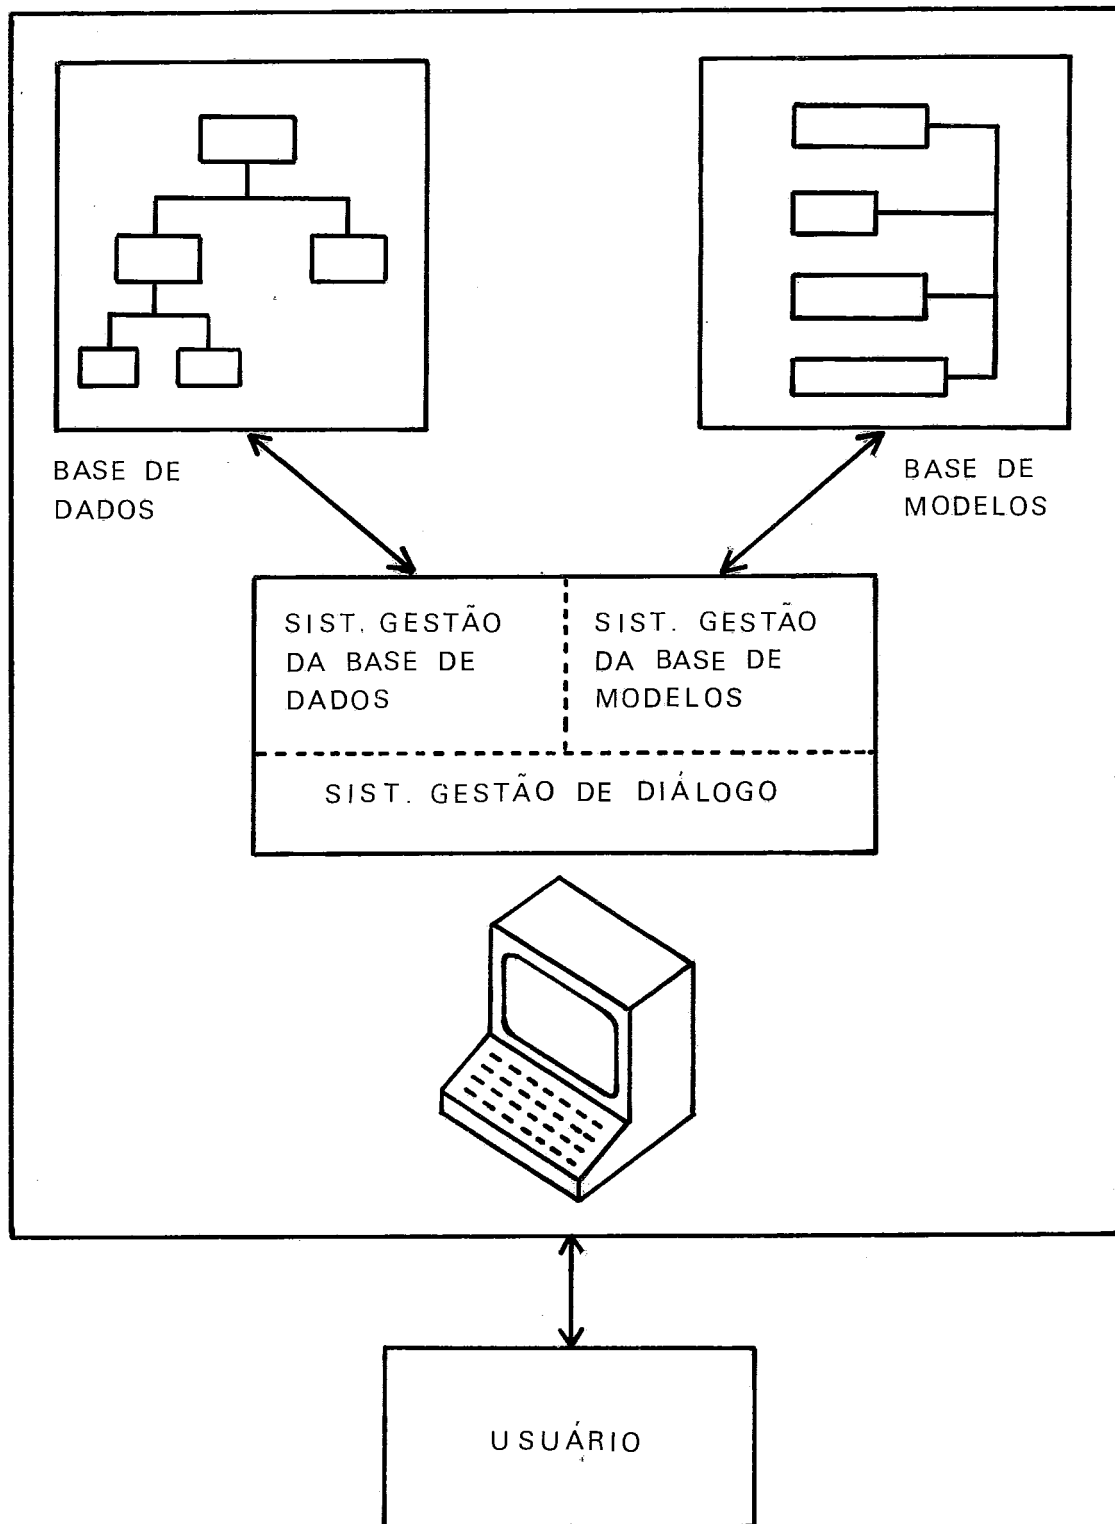 BASE DE
DADOS
BASE DE
MODELOS
SIST. GESTÃO
DA BASE DE
DADOS
SIST. GESTÃO
DA BASE DE
MODELOS
SIST. GESTÃO DE DIÁLOGO
USUÁRIO